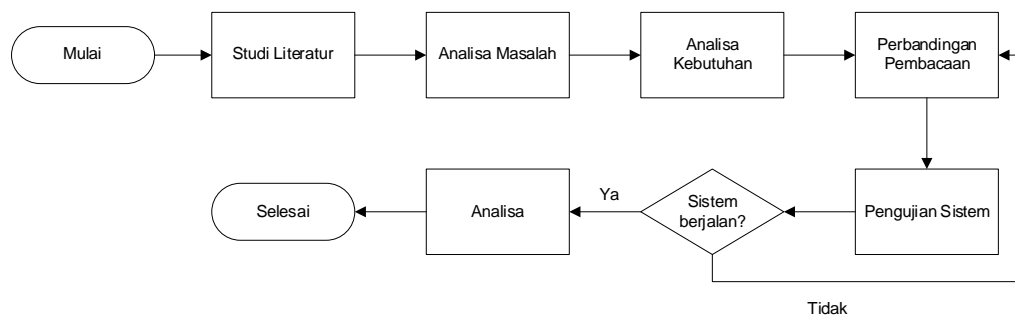 Mulai
Studi Literatur
Analisa Masalah
Analisa
Kebutuhan
Perbandingan
Pembacaan
Pengujian Sistem
Sistem
berjalan?
Ya
Analisa
Selesai
Tidak